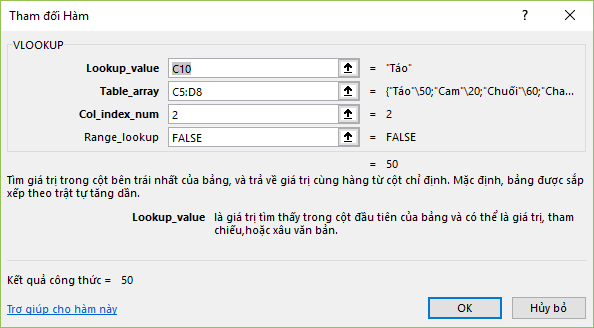 Tham đối Hàm ? ×
VLOOKUP
Lookup_value C10 = "Táo"
Table_array C5:D8 = {"Táo"\50;"Cam"\20;"Chuối"\60;"Cha...
Col_index_num 2 = 2
Range_lookup FALSE = FALSE
= 50
Tìm giá trị trong cột bên trái nhất của bảng, và trả về giá trị cùng hàng từ cột chỉ định. Mặc định, bảng được sắp
xếp theo trật tự tăng dần.
Lookup_value là giá trị tìm thấy trong cột đầu tiên của bảng và có thể là giá trị, tham
chiếu,hoặc xâu văn bản.
Kết quả công thức = 50
Trợ giúp cho hàm này OK Hủy bỏ